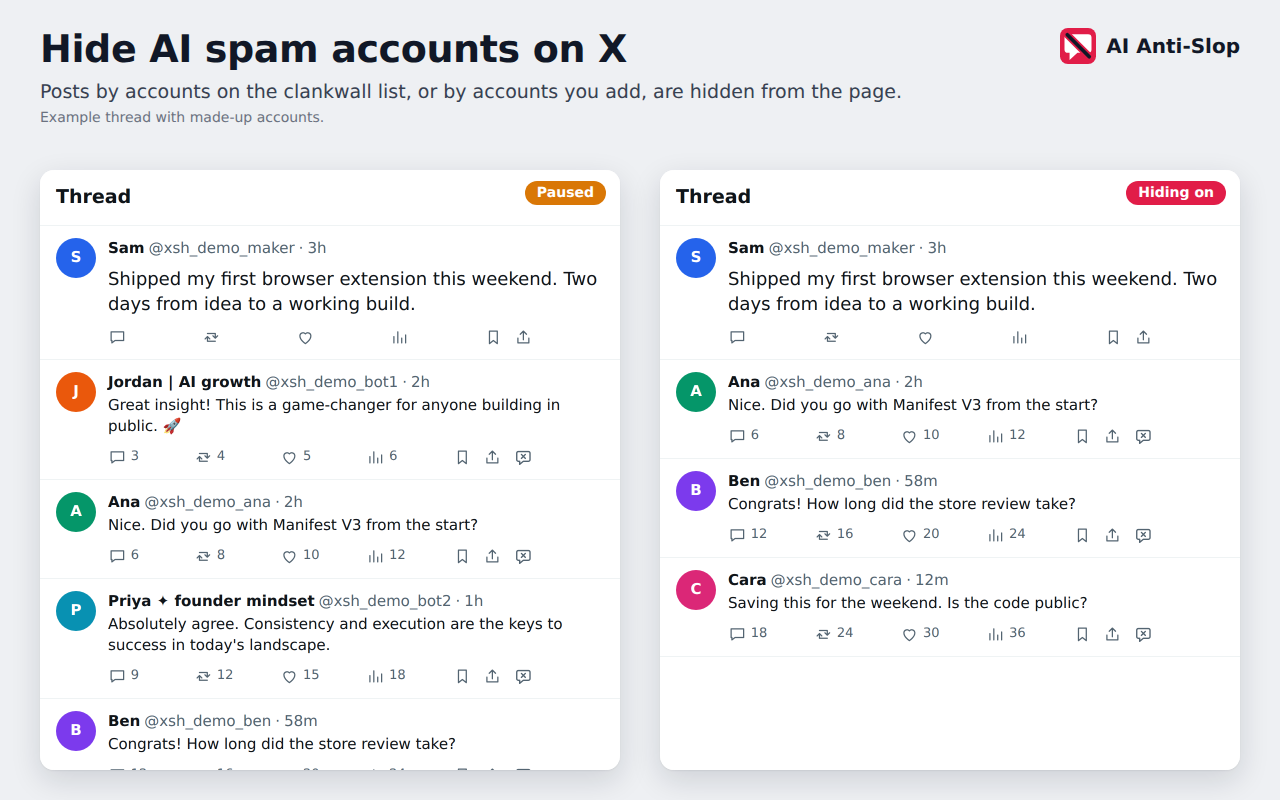 Hide AI spam accounts on X
AI Anti-Slop
Posts by accounts on the clankwall list, or by accounts you add, are hidden from the page.
Example thread with made-up accounts.
Thread
Paused
S
Sam @xsh_demo_maker · 3h
Shipped my first browser extension this weekend. Two
days from idea to a working build.
J
Jordan | AI growth @xsh_demo_bot1 · 2h
Great insight! This is a game-changer for anyone building in
public. 🚀
3 4 5 6
A
Ana @xsh_demo_ana · 2h
Nice. Did you go with Manifest V3 from the start?
6 8 10 12
P
Priya ✦ founder mindset @xsh_demo_bot2 · 1h
Absolutely agree. Consistency and execution are the keys to
success in today's landscape.
9 12 15 18
B
Ben @xsh_demo_ben · 58m
Congrats! How long did the store review take?
Thread
Hiding on
S
Sam @xsh_demo_maker · 3h
Shipped my first browser extension this weekend. Two
days from idea to a working build.
A
Ana @xsh_demo_ana · 2h
Nice. Did you go with Manifest V3 from the start?
6 8 10 12
B
Ben @xsh_demo_ben · 58m
Congrats! How long did the store review take?
12 16 20 24
C
Cara @xsh_demo_cara · 12m
Saving this for the weekend. Is the code public?
18 24 30 36